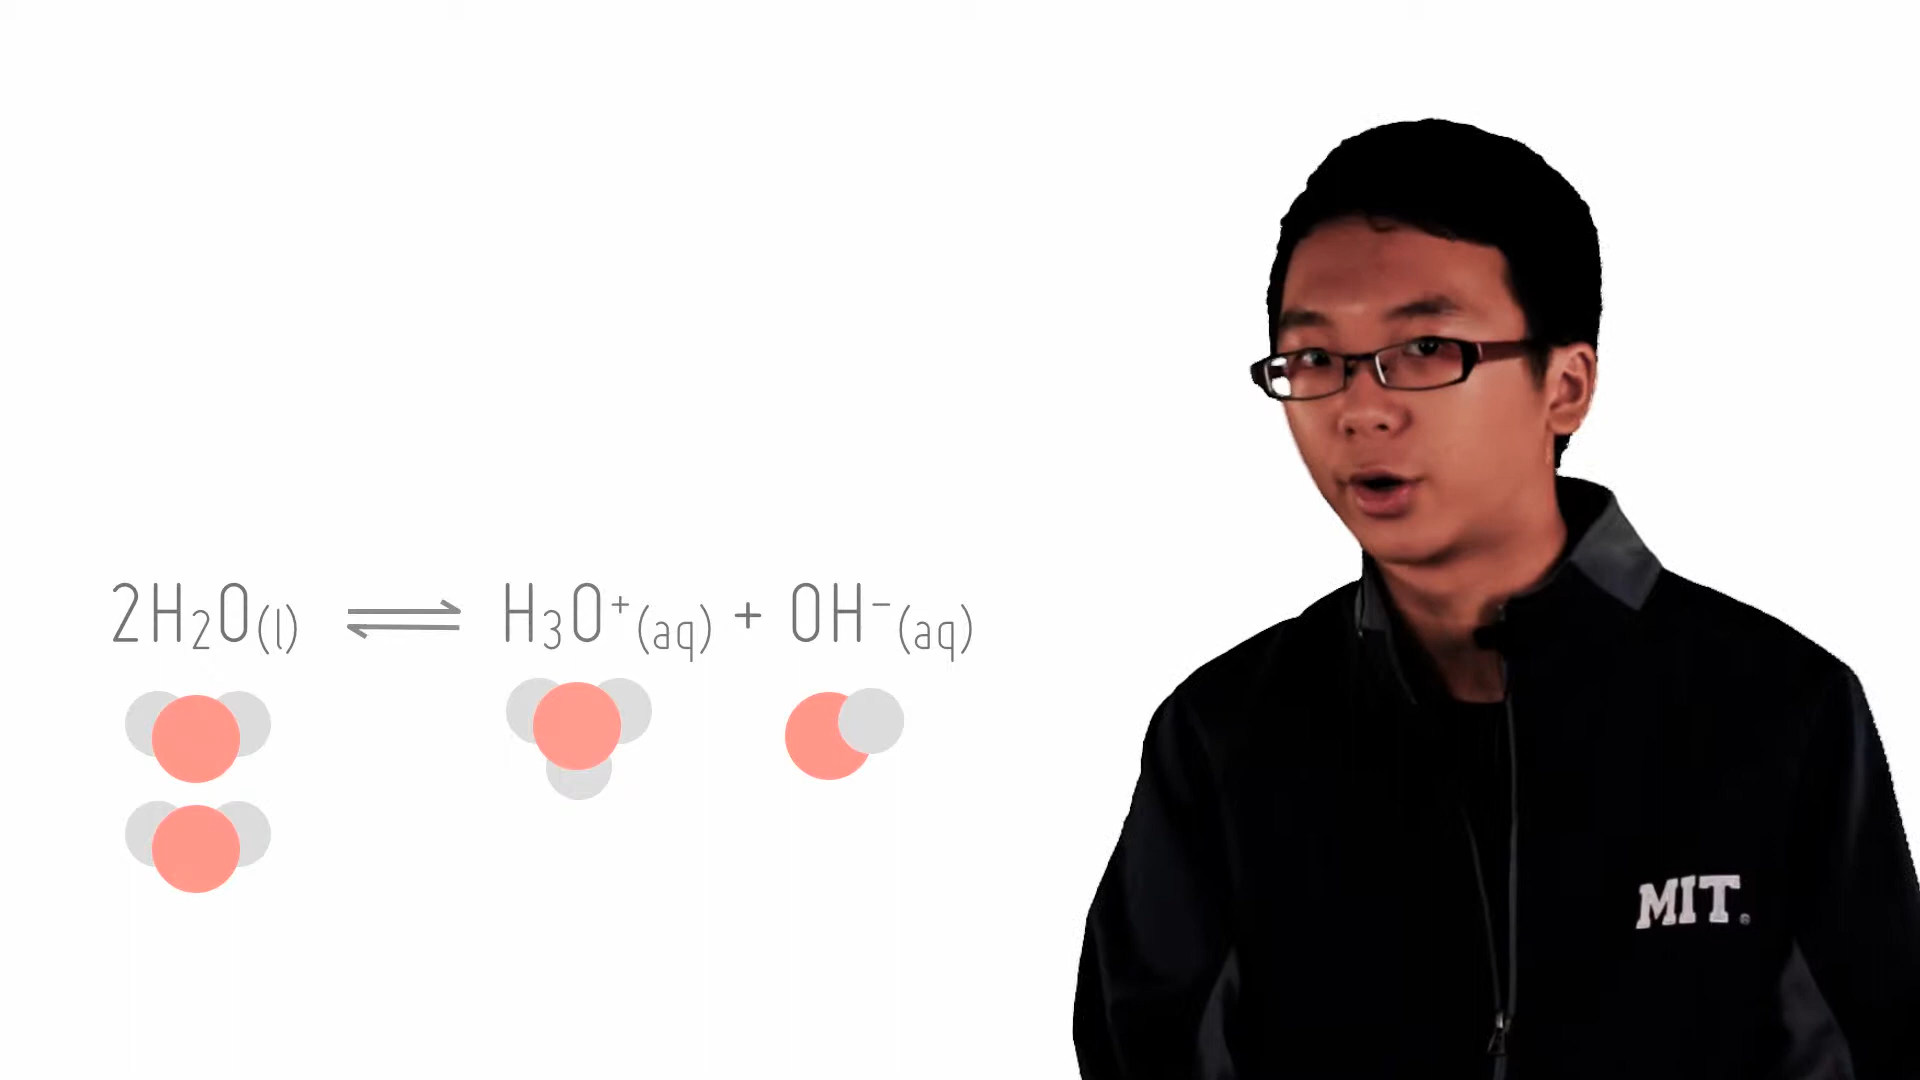 2H₂O(l) ⇌ H₃O⁺(aq) + OH⁻(aq)
MIT®